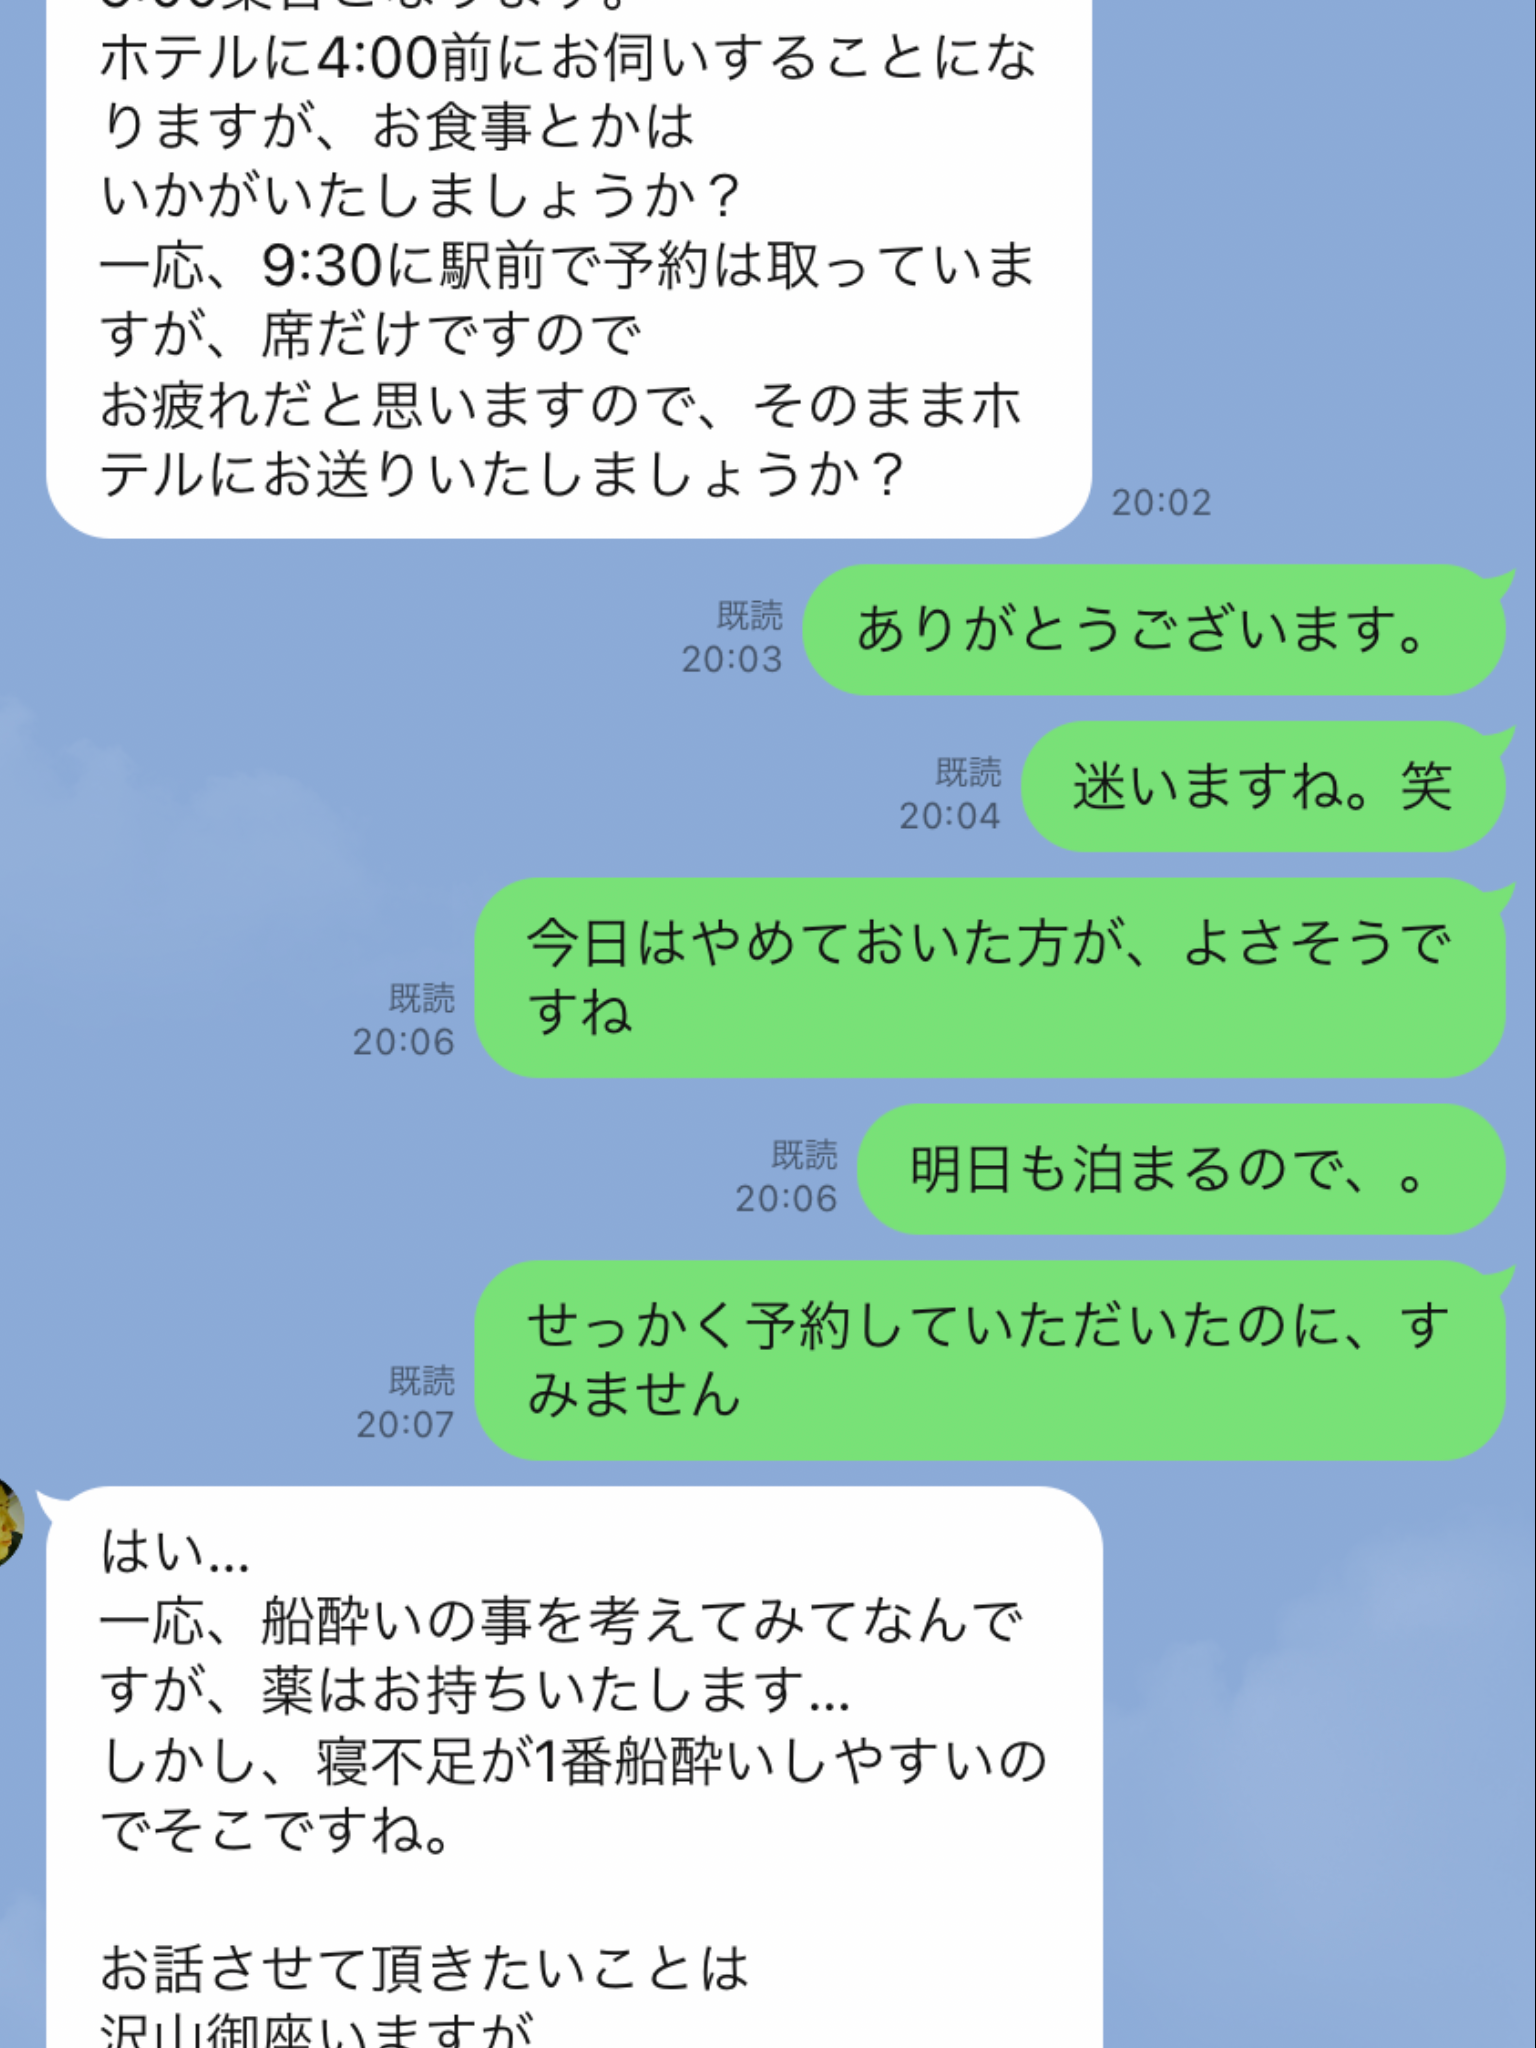 ホテルに4:00前にお伺いすることにな
りますが、お食事とかは
いかがいたしましょうか？
一応、9:30に駅前で予約は取っていま
すが、席だけですので
お疲れだと思いますので、そのままホ
テルにお送りいたしましょうか？
20:02
既読
20:03
ありがとうございます。
既読
20:04
迷いますね。笑
今日はやめておいた方が、よさそうで
すね
既読
20:06
既読
20:06
明日も泊まるので、。
せっかく予約していただいたのに、す
みません
既読
20:07
はい...
一応、船酔いの事を考えてみてなんで
すが、薬はお持ちいたします...
しかし、寝不足が1番船酔いしやすいの
でそこですね。
お話させて頂きたいことは
沢山御座いますが